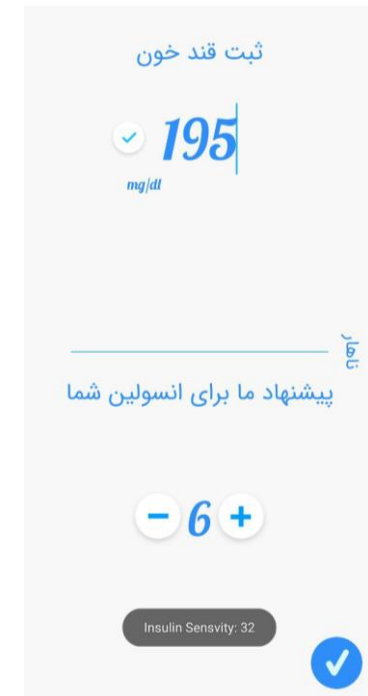 ثبت قند خون
195
mg/dl
ناهار
پیشنهاد ما برای انسولین شما
6
Insulin Sensvity: 32